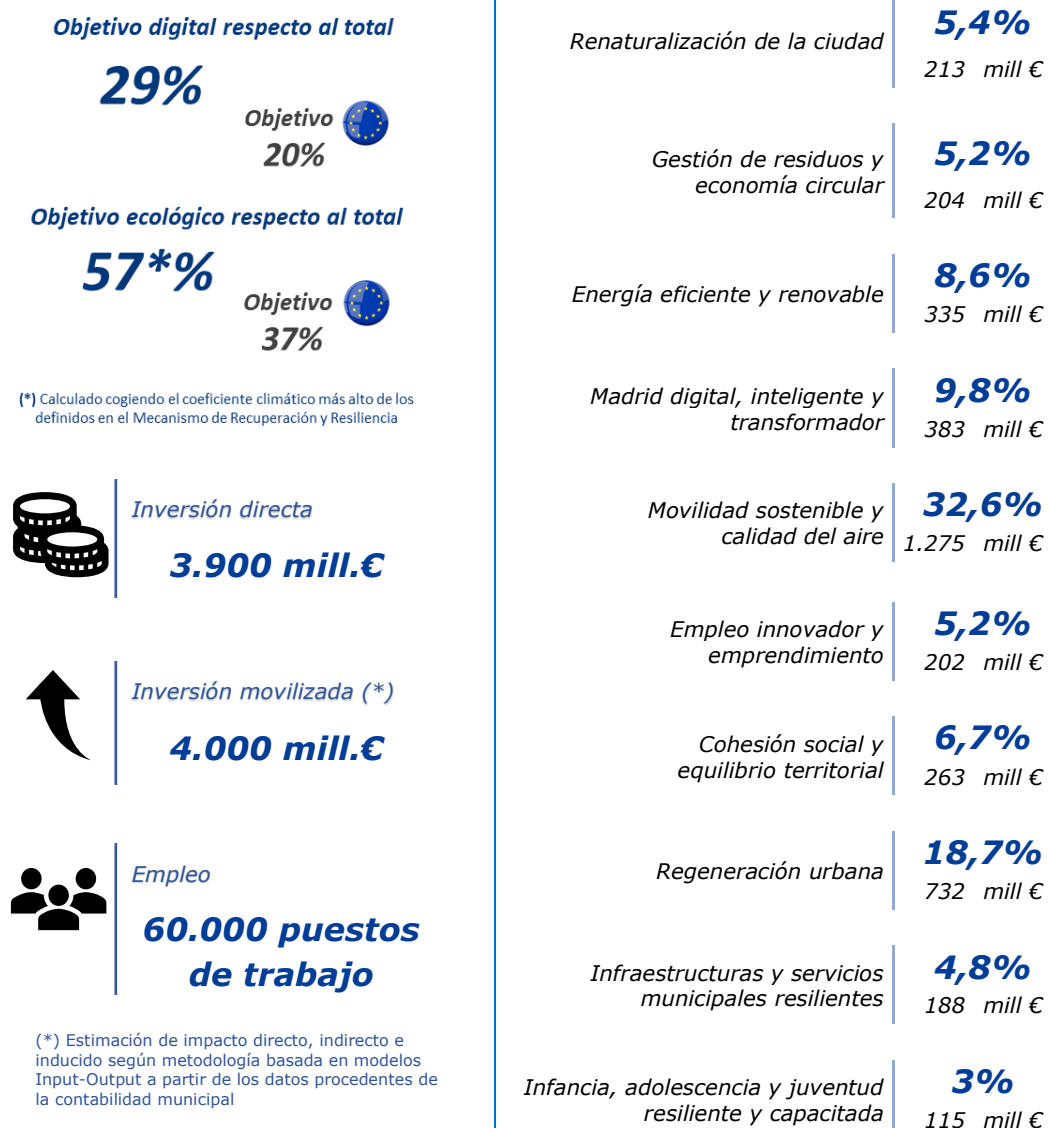 Objetivo digital respecto al total
29%
Objetivo
20%
Objetivo ecológico respecto al total
57*%
Objetivo
37%
(*) Calculado cogiendo el coeficiente climático más alto de los
definidos en el Mecanismo de Recuperación y Resiliencia
Inversión directa
3.900 mill.€
Inversión movilizada (*)
4.000 mill.€
Empleo
60.000 puestos
de trabajo
(*) Estimación de impacto directo, indirecto e
inducido según metodología basada en modelos
Input-Output a partir de los datos procedentes de
la contabilidad municipal
Renaturalización de la ciudad
5,4%
213 mill €
Gestión de residuos y
economía circular
5,2%
204 mill €
Energía eficiente y renovable
8,6%
335 mill €
Madrid digital, inteligente y
transformador
9,8%
383 mill €
Movilidad sostenible y
calidad del aire
32,6%
1.275 mill €
Empleo innovador y
emprendimiento
5,2%
202 mill €
Cohesión social y
equilibrio territorial
6,7%
263 mill €
Regeneración urbana
18,7%
732 mill €
Infraestructuras y servicios
municipales resilientes
4,8%
188 mill €
Infancia, adolescencia y juventud
resiliente y capacitada
3%
115 mill €